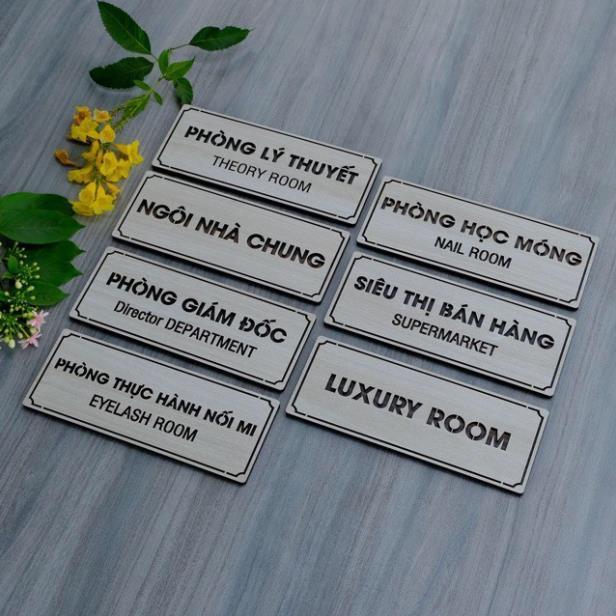 PHÒNG LÝ THUYẾT
THEORY ROOM
NGÔI NHÀ CHUNG
PHÒNG GIÁM ĐỐC
Director DEPARTMENT
PHÒNG THỰC HÀNH NỐI MI
EYELASH ROOM
PHÒNG HỌC MÓNG
NAIL ROOM
SIÊU THỊ BÁN HÀNG
SUPERMARKET
LUXURY ROOM